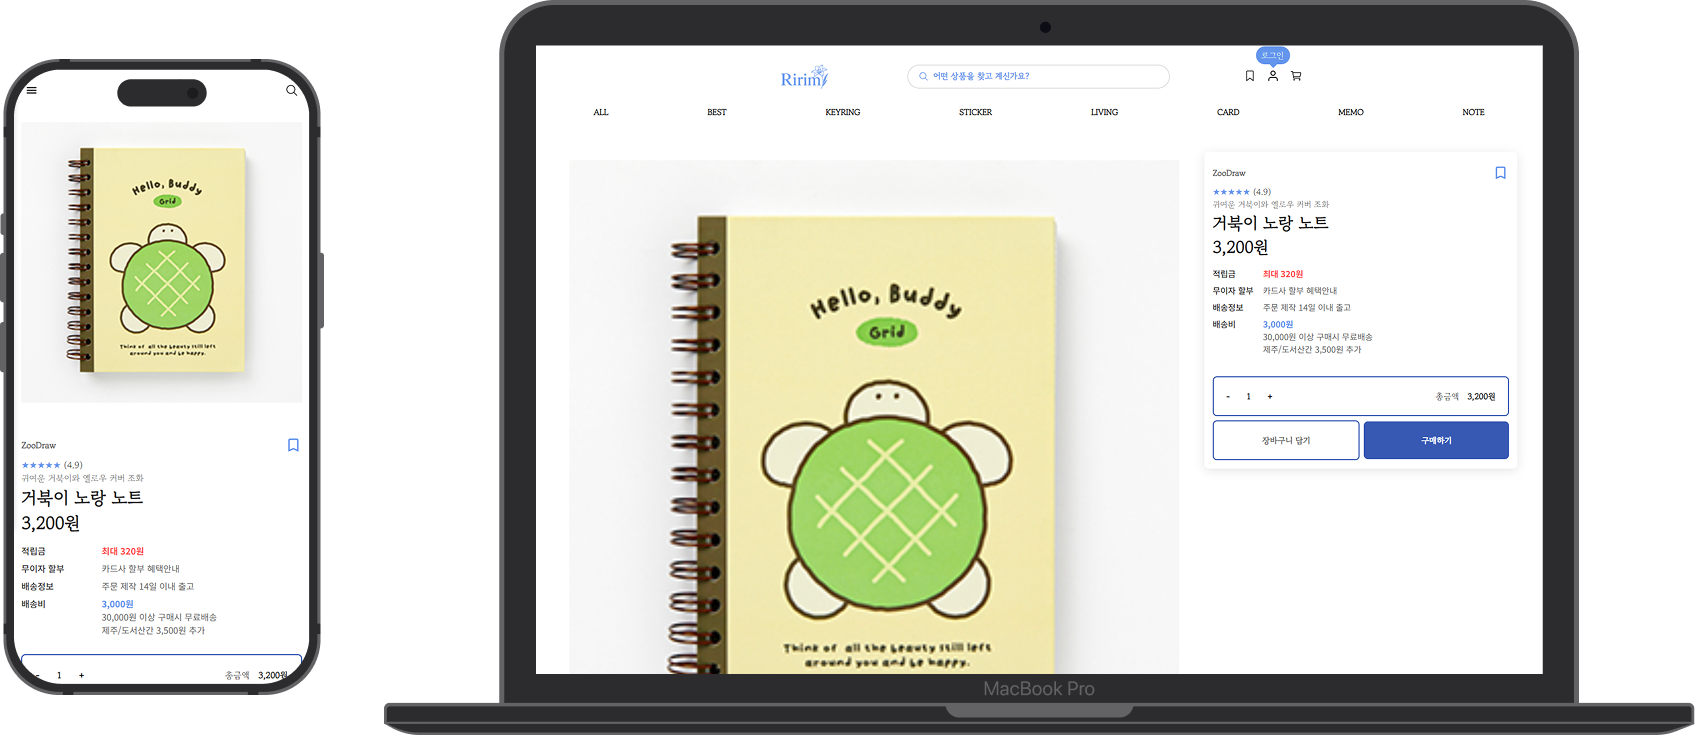 Hello, Buddy
Grid
Think of all the beauty still left
around you and be happy.
ZooDraw
★★★★★ (4.9)
귀여운 거북이와 옐로우 커버 조화
거북이 노랑 노트
3,200원
적립금 최대 320원
무이자 할부 카드사 할부 혜택안내
배송정보 주문 제작 14일 이내 출고
배송비 3,000원
30,000원 이상 구매시 무료배송
제주/도서산간 3,500원 추가
- 1 + 총금액 3,200원
로그인
Ririm
어떤 상품을 찾고 계신가요?
ALL BEST KEYRING STICKER LIVING CARD MEMO NOTE
Hello, Buddy
Grid
Think of all the beauty still left
around you and be happy.
ZooDraw
★★★★★ (4.9)
귀여운 거북이와 옐로우 커버 조화
거북이 노랑 노트
3,200원
적립금 최대 320원
무이자 할부 카드사 할부 혜택안내
배송정보 주문 제작 14일 이내 출고
배송비 3,000원
30,000원 이상 구매시 무료배송
제주/도서산간 3,500원 추가
- 1 + 총금액 3,200원
장바구니 담기 구매하기
MacBook Pro